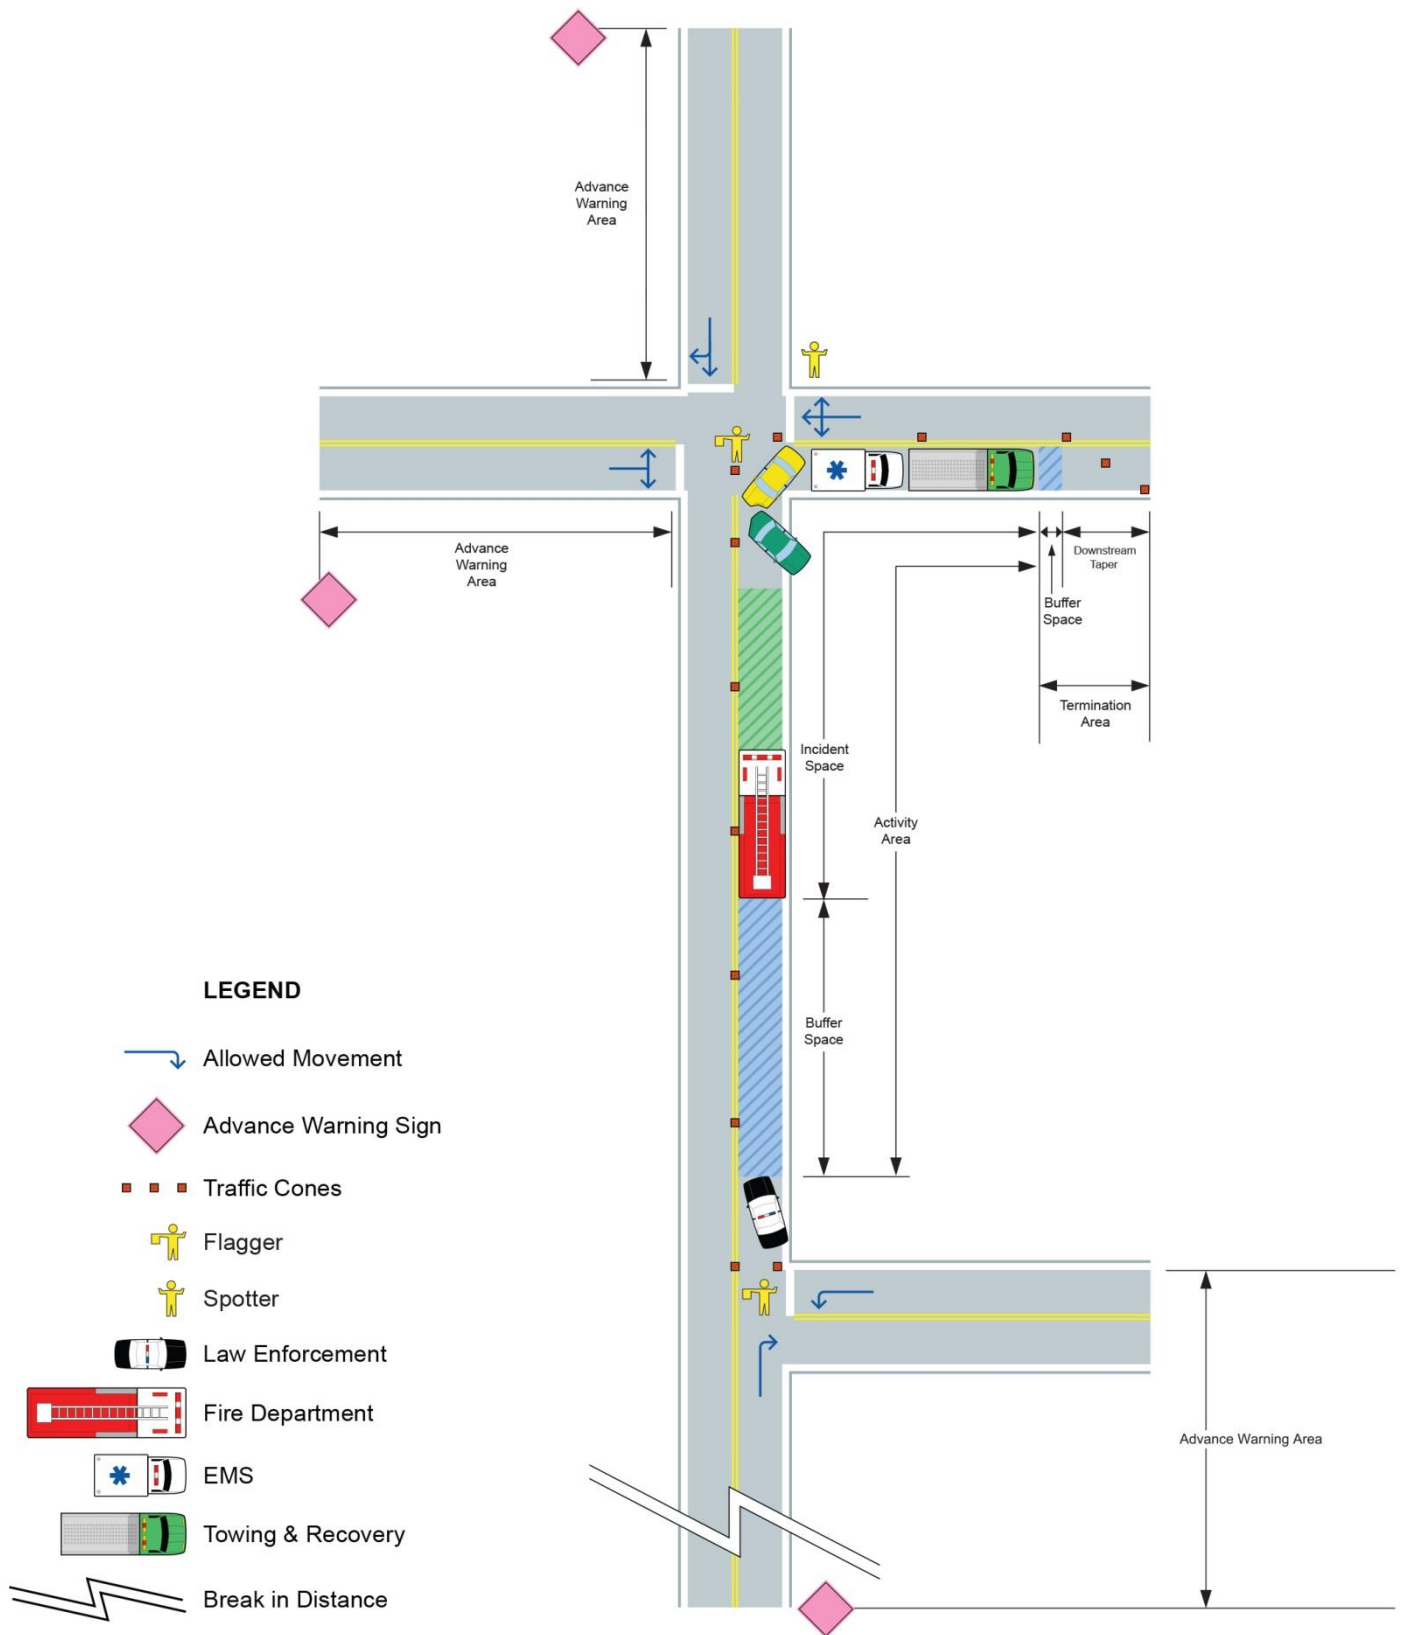 Advance
Warning
Area
Advance
Warning
Area
Downstream
Taper
Buffer
Space
Termination
Area
Incident
Space
Activity
Area
Buffer
Space
LEGEND
Allowed Movement
Advance Warning Sign
Traffic Cones
Flagger
Spotter
Law Enforcement
Fire Department
EMS
Towing & Recovery
Break in Distance
Advance Warning Area